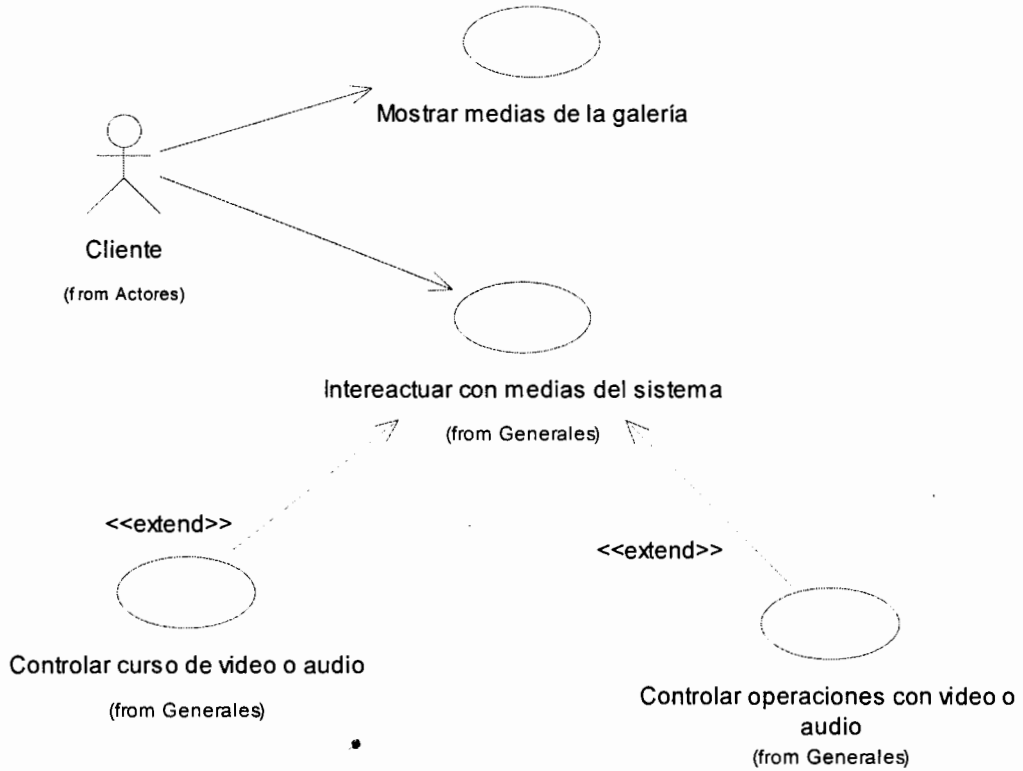 Mostrar medias de la galería
Cliente
(from Actores)
Intereactuar con medias del sistema
(from Generales)
<<extend>>
<<extend>>
Controlar curso de video o audio
(from Generales)
Controlar operaciones con video o
audio
(from Generales)